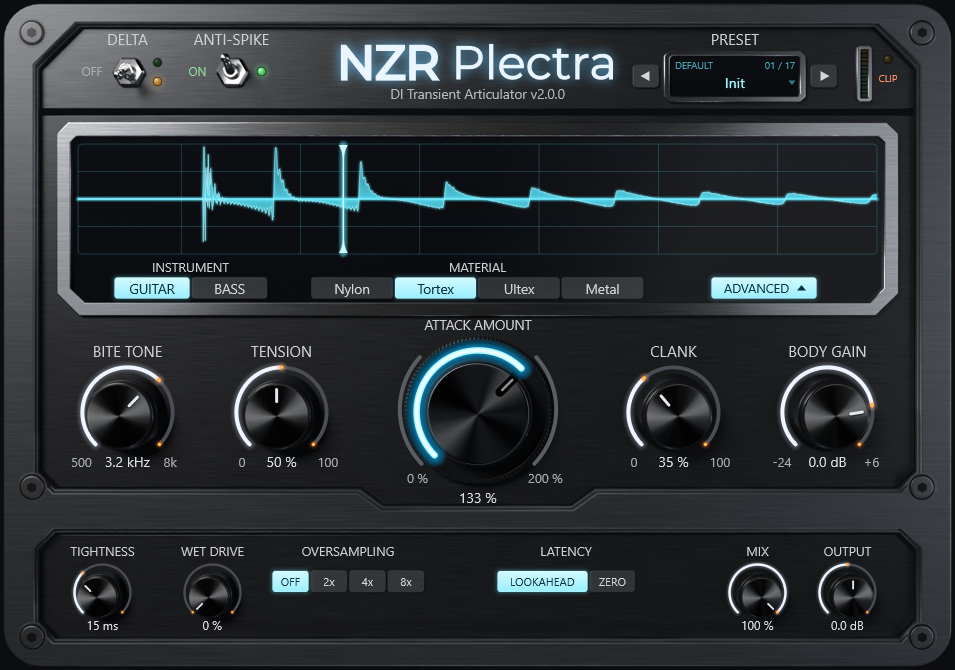 DELTA
ANTI-SPIKE
OFF
ON
NZR Plectra
DI Transient Articulator v2.0.0
PRESET
DEFAULT 01 / 17
Init
CLIP
INSTRUMENT
GUITAR BASS
MATERIAL
Nylon Tortex Ultex Metal
ADVANCED
BITE TONE
500 3.2 kHz 8k
TENSION
0 50 % 100
ATTACK AMOUNT
0 % 200 %
133 %
CLANK
0 35 % 100
BODY GAIN
-24 0.0 dB +6
TIGHTNESS
15 ms
WET DRIVE
0 %
OVERSAMPLING
OFF 2x 4x 8x
LATENCY
LOOKAHEAD ZERO
MIX
100 %
OUTPUT
0.0 dB